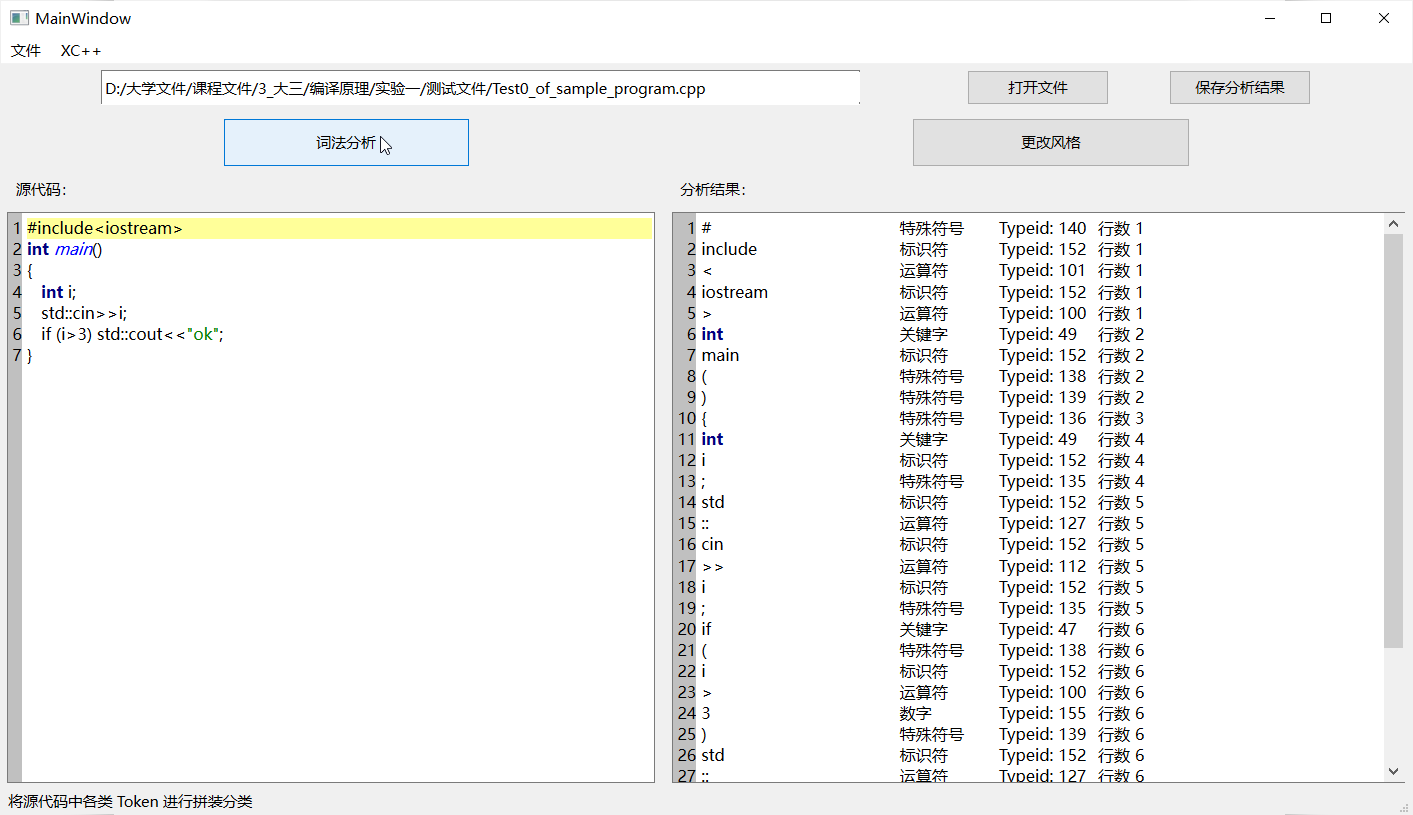 MainWindow
文件 XC++
D:/大学文件/课程文件/3_大三/编译原理/实验一/测试文件/Test0_of_sample_program.cpp 打开文件 保存分析结果
词法分析 更改风格
源代码: 分析结果:
1 #include<iostream>
2 int main()
3 {
4 int i;
5 std::cin>>i;
6 if (i>3) std::cout<<"ok";
7 }
1 # 特殊符号 Typeid: 140 行数 1
2 include 标识符 Typeid: 152 行数 1
3 < 运算符 Typeid: 101 行数 1
4 iostream 标识符 Typeid: 152 行数 1
5 > 运算符 Typeid: 100 行数 1
6 int 关键字 Typeid: 49 行数 2
7 main 标识符 Typeid: 152 行数 2
8 ( 特殊符号 Typeid: 138 行数 2
9 ) 特殊符号 Typeid: 139 行数 2
10 { 特殊符号 Typeid: 136 行数 3
11 int 关键字 Typeid: 49 行数 4
12 i 标识符 Typeid: 152 行数 4
13 ; 特殊符号 Typeid: 135 行数 4
14 std 标识符 Typeid: 152 行数 5
15 :: 运算符 Typeid: 127 行数 5
16 cin 标识符 Typeid: 152 行数 5
17 >> 运算符 Typeid: 112 行数 5
18 i 标识符 Typeid: 152 行数 5
19 ; 特殊符号 Typeid: 135 行数 5
20 if 关键字 Typeid: 47 行数 6
21 ( 特殊符号 Typeid: 138 行数 6
22 i 标识符 Typeid: 152 行数 6
23 > 运算符 Typeid: 100 行数 6
24 3 数字 Typeid: 155 行数 6
25 ) 特殊符号 Typeid: 139 行数 6
26 std 标识符 Typeid: 152 行数 6
27 :: 运算符 Typeid: 127 行数 6
将源代码中各类 Token 进行拼装分类